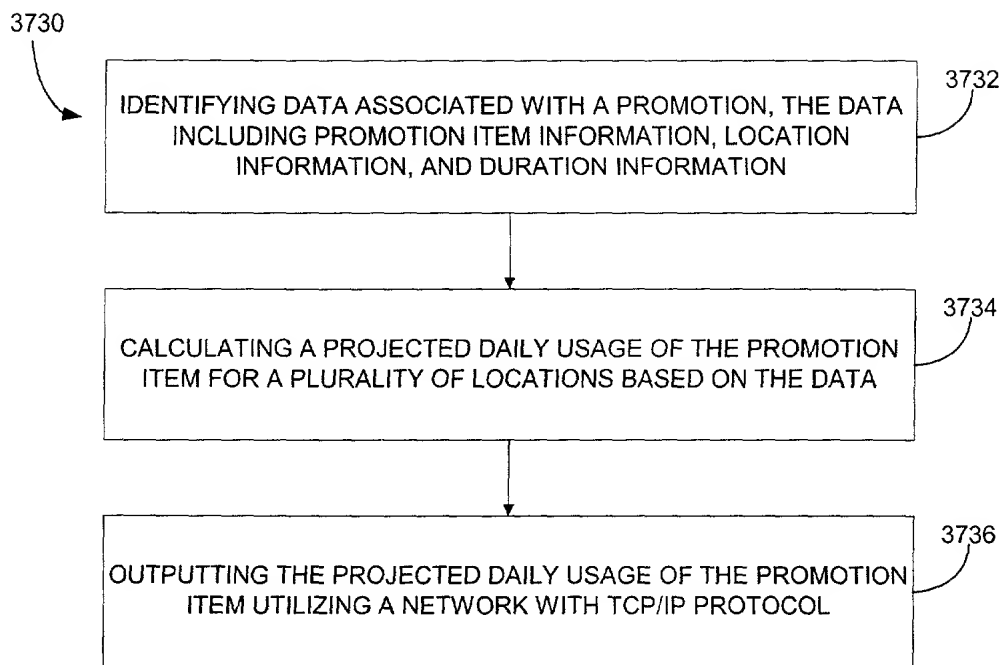 3730
3732
IDENTIFYING DATA ASSOCIATED WITH A PROMOTION, THE DATA
INCLUDING PROMOTION ITEM INFORMATION, LOCATION
INFORMATION, AND DURATION INFORMATION
3734
CALCULATING A PROJECTED DAILY USAGE OF THE PROMOTION
ITEM FOR A PLURALITY OF LOCATIONS BASED ON THE DATA
3736
OUTPUTTING THE PROJECTED DAILY USAGE OF THE PROMOTION
ITEM UTILIZING A NETWORK WITH TCP/IP PROTOCOL